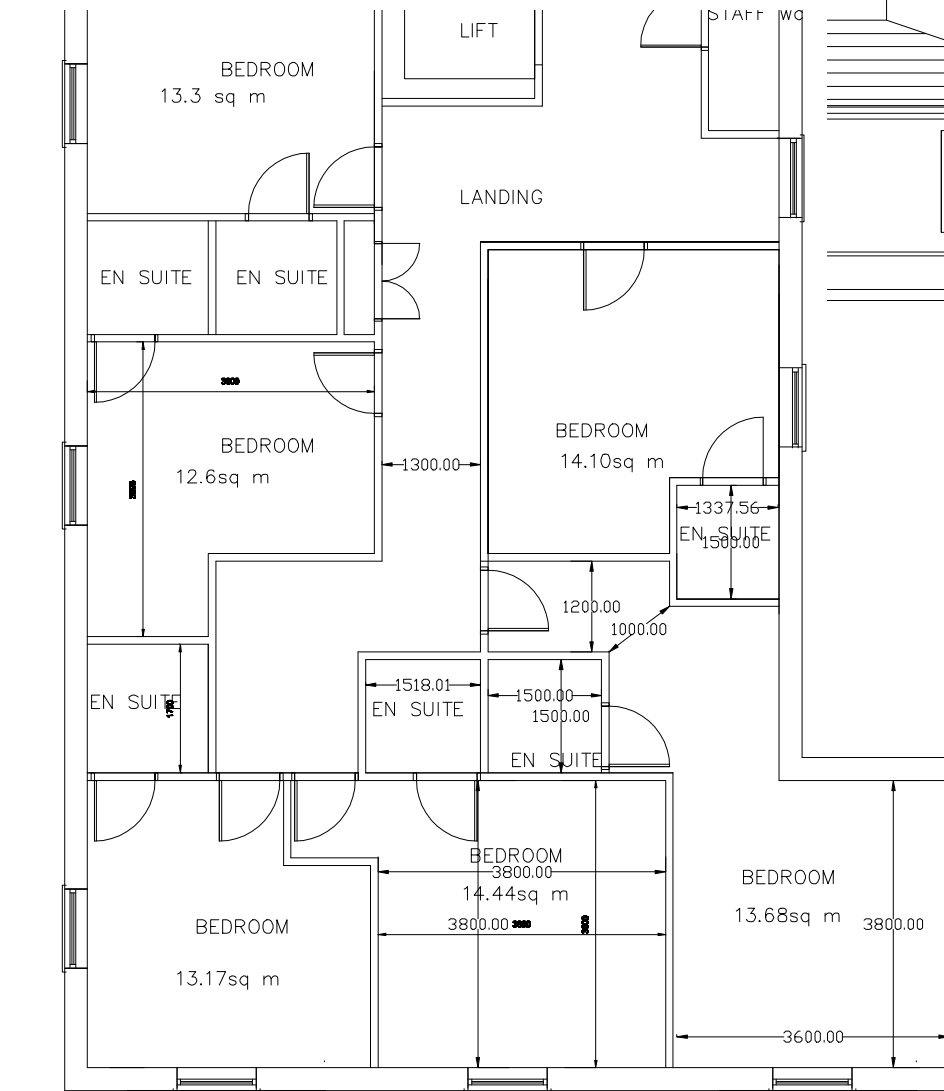 LIFT
STAFF WC
BEDROOM
13.3 sq m
LANDING
EN SUITE
EN SUITE
3800
BEDROOM
12.6sq m
1300.00
BEDROOM
14.10sq m
1337.56
EN SUITE
1500.00
1200.00
1000.00
EN SUITE
1518.01
EN SUITE
1500.00
1500.00
EN SUITE
BEDROOM
3800.00
14.44sq m
3800.00
BEDROOM
13.17sq m
BEDROOM
13.68sq m
3800.00
3600.00